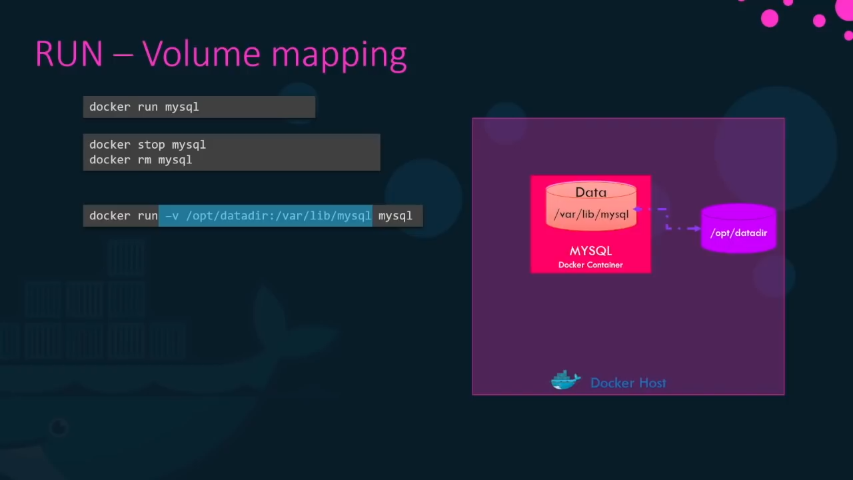 RUN – Volume mapping
docker run mysql
docker stop mysql
docker rm mysql
docker run –v /opt/datadir:/var/lib/mysql mysql
Data
/var/lib/mysql
/opt/datadir
MYSQL
Docker Container
Docker Host